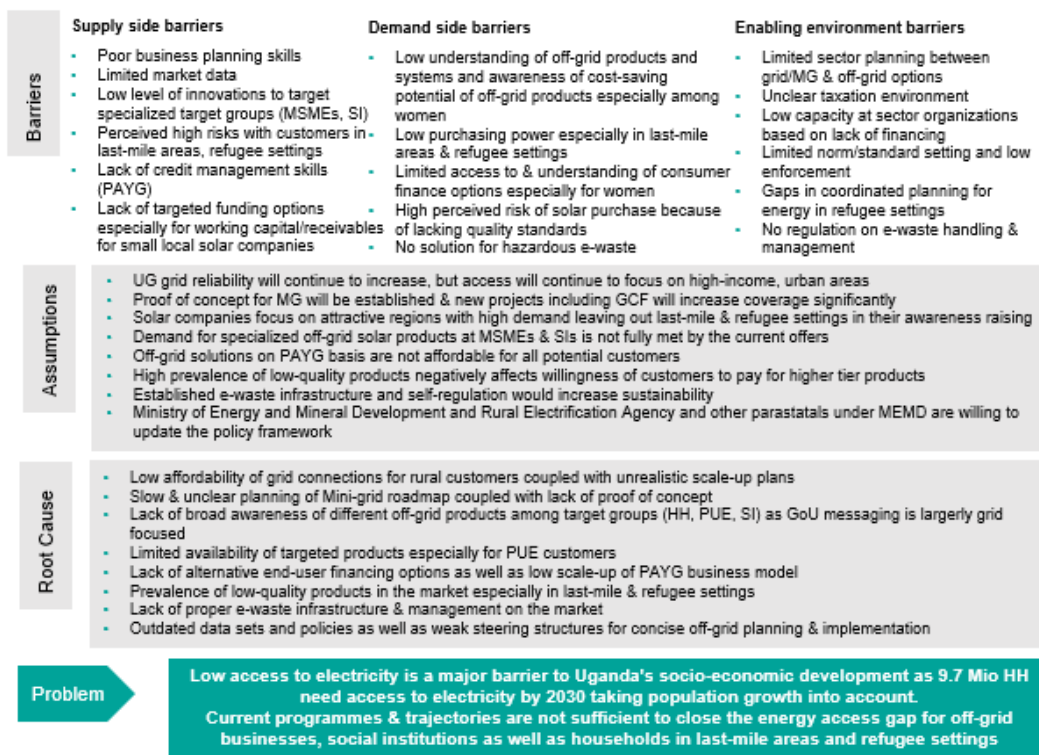 Barriers
Supply side barriers
Poor business planning skills
Limited market data
Low level of innovations to target
specialized target groups (MSMEs, SI)
Perceived high risks with customers in
last-mile areas, refugee settings
Lack of credit management skills
(PAYG)
Lack of targeted funding options
especially for working capital/receivables
for small local solar companies
Demand side barriers
Low understanding of off-grid products and
systems and awareness of cost-saving
potential of off-grid products especially among
women
Low purchasing power especially in last-mile
areas & refugee settings
Limited access to & understanding of consumer
finance options especially for women
High perceived risk of solar purchase because
of lacking quality standards
No solution for hazardous e-waste
Enabling environment barriers
Limited sector planning between
grid/MG & off-grid options
Unclear taxation environment
Low capacity at sector organizations
based on lack of financing
Limited norm/standard setting and low
enforcement
Gaps in coordinated planning for
energy in refugee settings
No regulation on e-waste handling &
management
Assumptions
UG grid reliability will continue to increase, but access will continue to focus on high-income, urban areas
Proof of concept for MG will be established & new projects including GCF will increase coverage significantly
Solar companies focus on attractive regions with high demand leaving out last-mile & refugee settings in their awareness raising
Demand for specialized off-grid solar products at MSMEs & SIs is not fully met by the current offers
Off-grid solutions on PAYG basis are not affordable for all potential customers
High prevalence of low-quality products negatively affects willingness of customers to pay for higher tier products
Established e-waste infrastructure and self-regulation would increase sustainability
Ministry of Energy and Mineral Development and Rural Electrification Agency and other parastatals under MEMD are willing to
update the policy framework
Root Cause
Low affordability of grid connections for rural customers coupled with unrealistic scale-up plans
Slow & unclear planning of Mini-grid roadmap coupled with lack of proof of concept
Lack of broad awareness of different off-grid products among target groups (HH, PUE, SI) as GoU messaging is largely grid
focused
Limited availability of targeted products especially for PUE customers
Lack of alternative end-user financing options as well as low scale-up of PAYG business model
Prevalence of low-quality products in the market especially in last-mile & refugee settings
Lack of proper e-waste infrastructure & management on the market
Outdated data sets and policies as well as weak steering structures for concise off-grid planning & implementation
Problem
Low access to electricity is a major barrier to Uganda's socio-economic development as 9.7 Mio HH
need access to electricity by 2030 taking population growth into account.
Current programmes & trajectories are not sufficient to close the energy access gap for off-grid
businesses, social institutions as well as households in last-mile areas and refugee settings